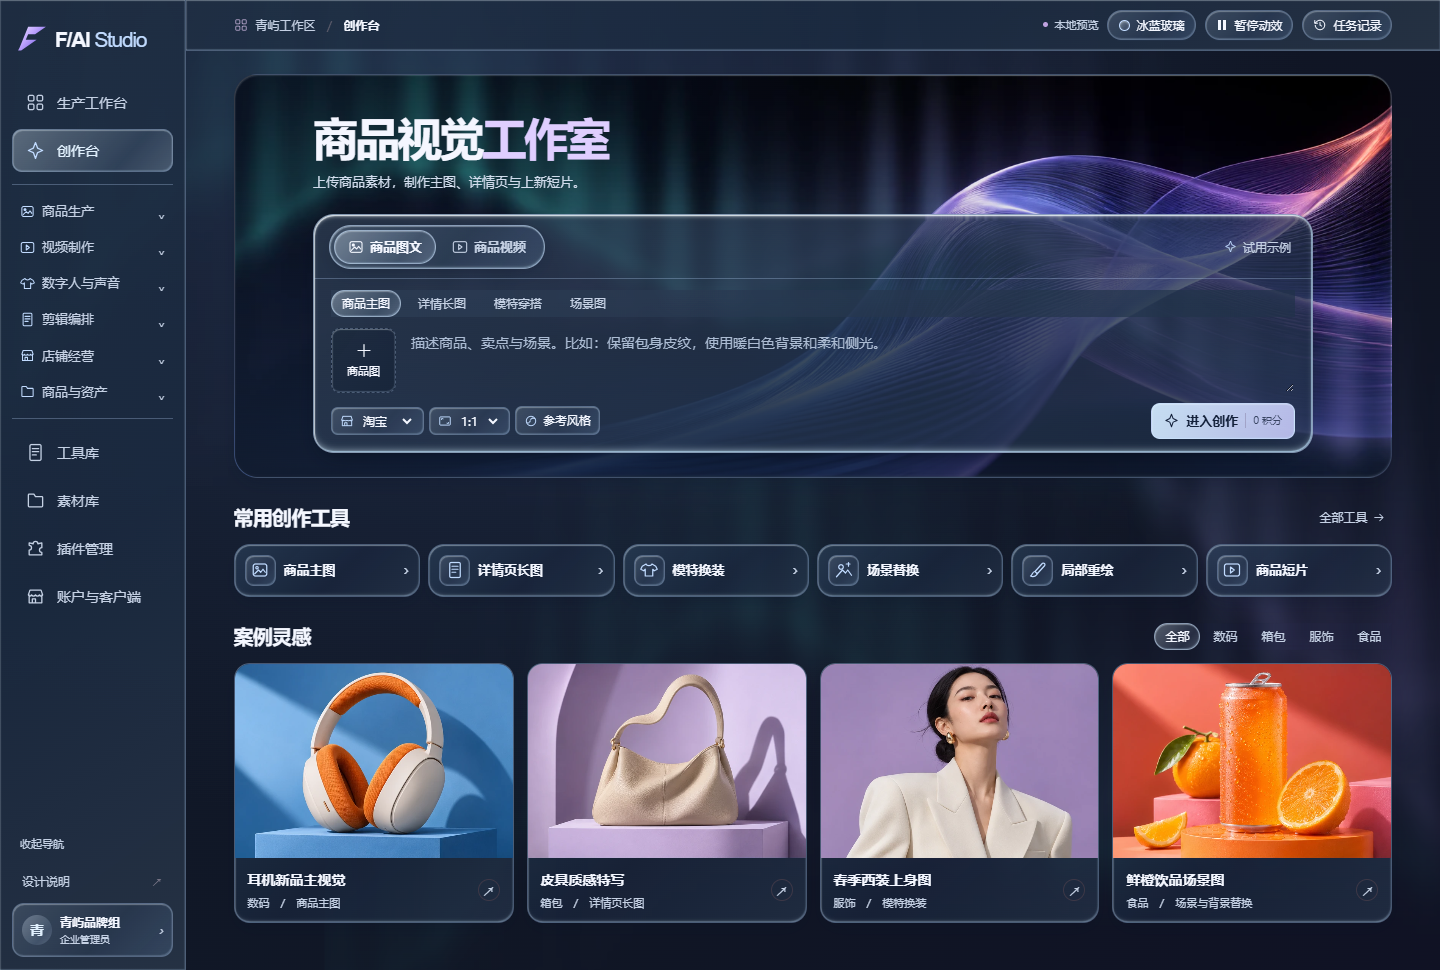 F/AI Studio
生产工作台
创作台
商品生产
视频制作
数字人与声音
剪辑编排
店铺经营
商品与资产
工具库
素材库
插件管理
账户与客户端
收起导航
设计说明
青
青屿品牌组
企业管理员
青屿工作区 / 创作台
本地预览
冰蓝玻璃
暂停动效
任务记录
商品视觉工作室
上传商品素材，制作主图、详情页与上新短片。
商品图文
商品视频
试用示例
商品主图
详情长图
模特穿搭
场景图
商品图
描述商品、卖点与场景。比如：保留包身皮纹，使用暖白色背景和柔和侧光。
淘宝
1:1
参考风格
进入创作
0 积分
常用创作工具
全部工具 →
商品主图
详情页长图
模特换装
场景替换
局部重绘
商品短片
案例灵感
全部
数码
箱包
服饰
食品
耳机新品主视觉
数码 / 商品主图
皮具质感特写
箱包 / 详情页长图
春季西装上身图
服饰 / 模特换装
鲜橙饮品场景图
食品 / 场景与背景替换